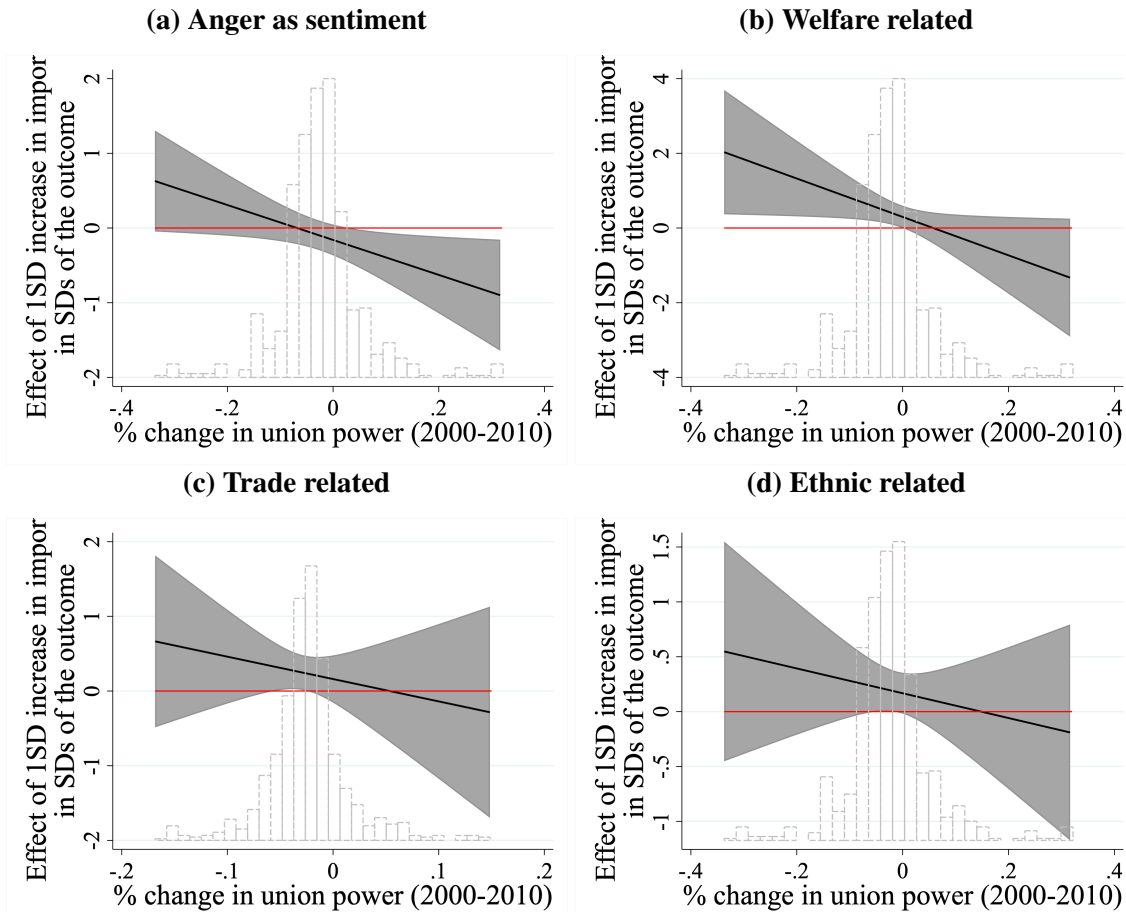 (a) Anger as sentiment
Effect of 1SD increase in impor
in SDs of the outcome
2
1
0
-1
-2
-.4
-.2
0
.2
.4
% change in union power (2000-2010)
(b) Welfare related
Effect of 1SD increase in impor
in SDs of the outcome
4
2
0
-2
-4
-.4
-.2
0
.2
.4
% change in union power (2000-2010)
(c) Trade related
Effect of 1SD increase in impor
in SDs of the outcome
2
1
0
-1
-2
-.2
-.1
0
.1
.2
% change in union power (2000-2010)
(d) Ethnic related
Effect of 1SD increase in impor
in SDs of the outcome
1.5
1
.5
0
-.5
-1
-.4
-.2
0
.2
.4
% change in union power (2000-2010)